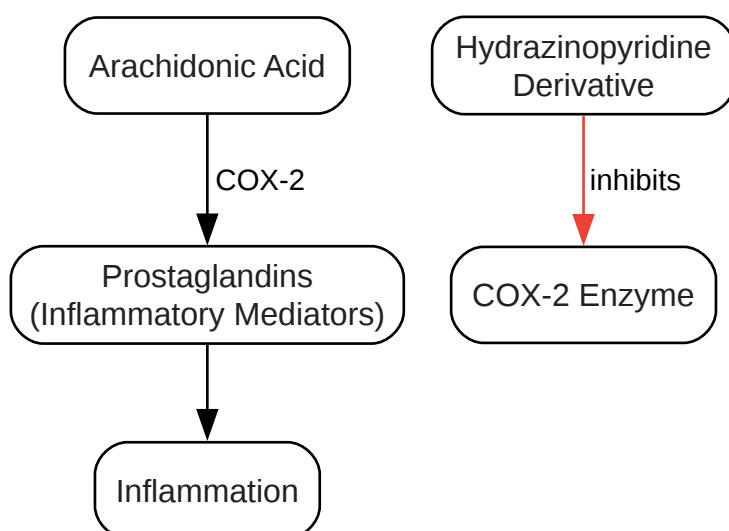 Arachidonic Acid
COX-2
Prostaglandins
(Inflammatory Mediators)
Inflammation
Hydrazinopyridine
Derivative
inhibits
COX-2 Enzyme